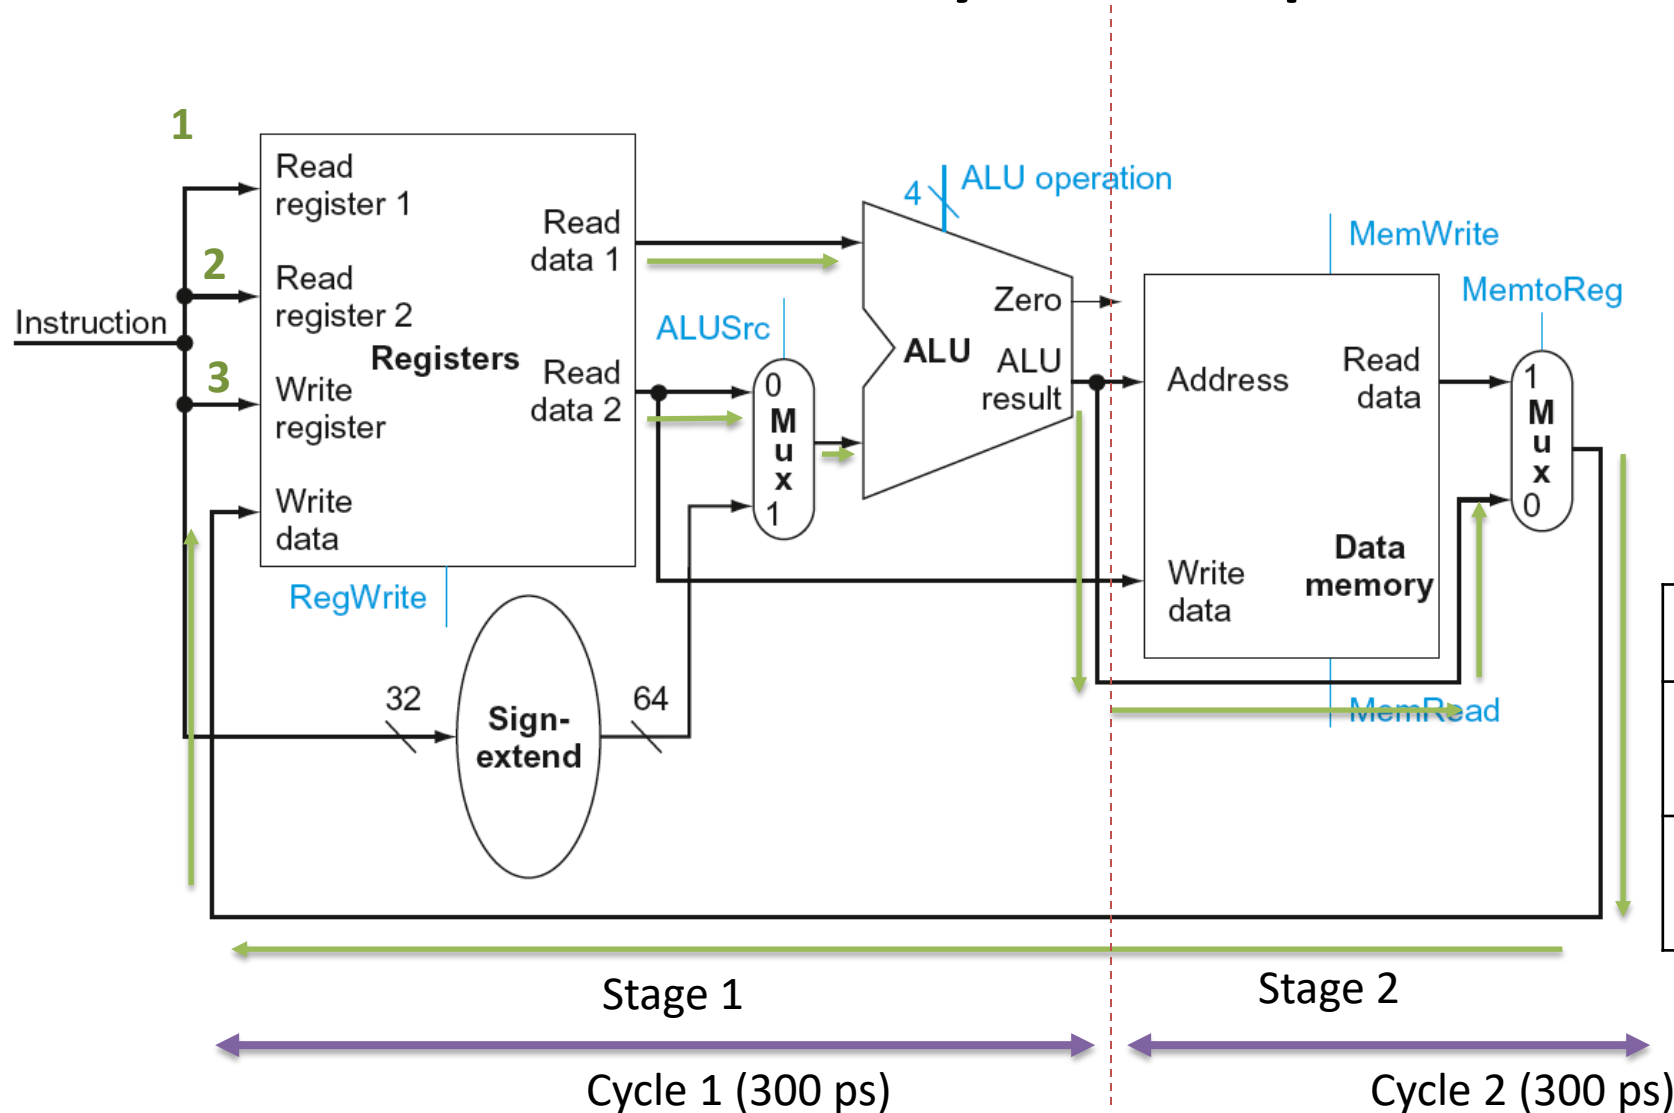 1
Read
register 1
Read
data 1
4
ALU operation
MemWrite
2
Read
register 2
Zero
MemtoReg
Instruction
ALUSrc
Registers
ALU
ALU
result
Address
Read
data
1
M
u
x
0
3
Write
register
Read
data 2
0
M
u
x
1
Write
data
Data
memory
Write
data
RegWrite
32
Sign-
extend
64
MemRead
Stage 1
Stage 2
Cycle 1 (300 ps)
Cycle 2 (300 ps)